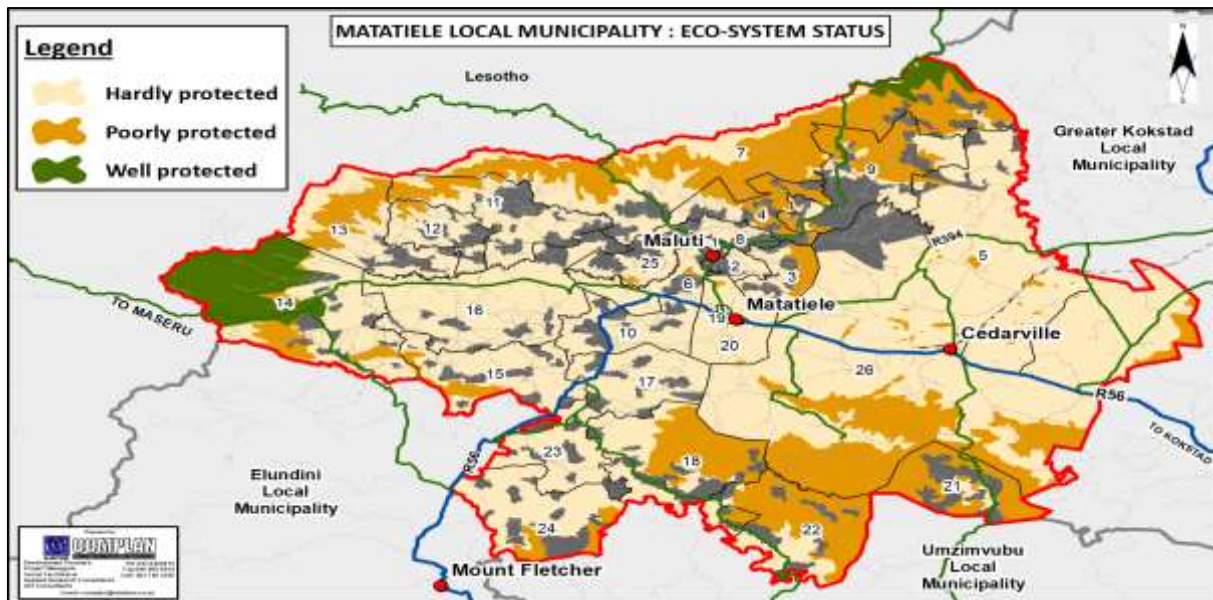 MATATIELE LOCAL MUNICIPALITY : ECO-SYSTEM STATUS
Legend
Hardly protected
Poorly protected
Well protected
Lesotho
N
S
Greater Kokstad
Local
Municipality
7
9
11
1
4
13
12
8
R594
Maluti
2
25
3
5
6
14
TO MASERU
Matatiele
16
19
10
20
Cedarville
15
26
17
R56
TO KOKSTAD
23
R56
18
Elundini
Local
Municipality
21
24
22
Umzimvubu
Local
Municipality
Mount Fletcher